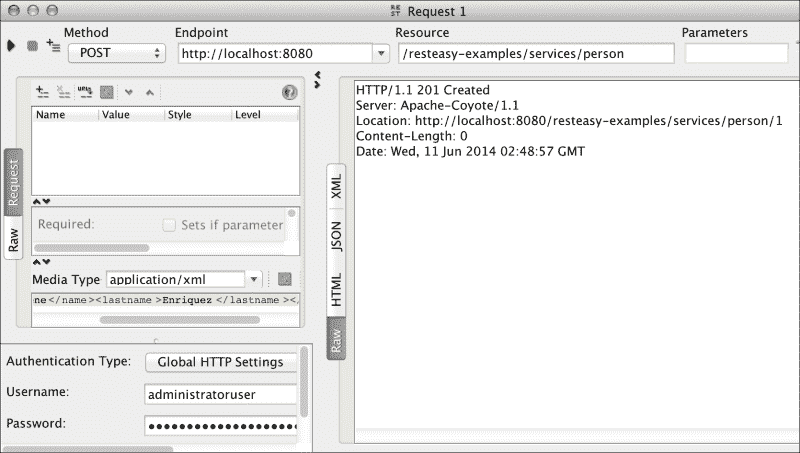 REST Request 1
Method
Endpoint
Resource
Parameters
POST
http://localhost:8080
/resteasy-examples/services/person
Name Value Style Level
Required:
Sets if parameter
Media Type application/xml
ne</name><lastname>Enriquez</lastname></
Request
Raw
Authentication Type: Global HTTP Settings
Username: administratoruser
Password: ●●●●●●●●●●●●●●●●●●●●
XML
JSON
HTML
Raw
HTTP/1.1 201 Created
Server: Apache-Coyote/1.1
Location: http://localhost:8080/resteasy-examples/services/person/1
Content-Length: 0
Date: Wed, 11 Jun 2014 02:48:57 GMT